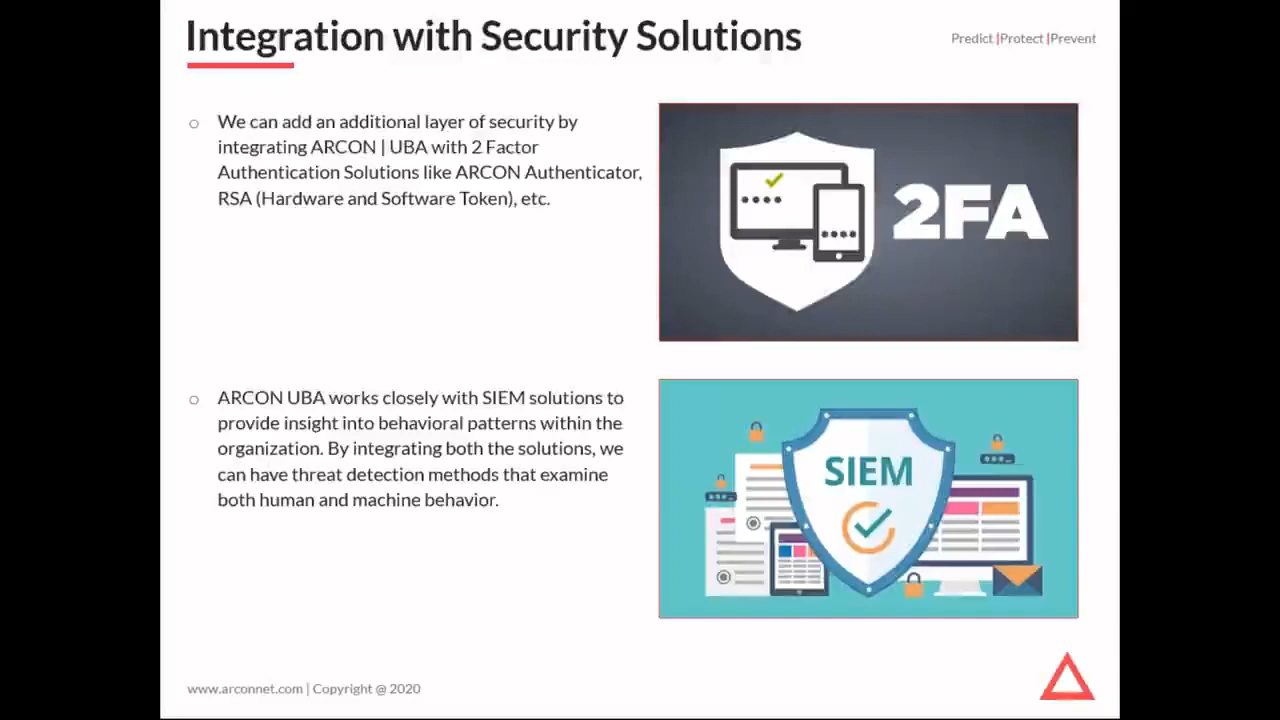 Integration with Security Solutions
Predict |Protect |Prevent
We can add an additional layer of security by
integrating ARCON | UBA with 2 Factor
Authentication Solutions like ARCON Authenticator,
RSA (Hardware and Software Token), etc.
2FA
ARCON UBA works closely with SIEM solutions to
provide insight into behavioral patterns within the
organization. By integrating both the solutions, we
can have threat detection methods that examine
both human and machine behavior.
SIEM
www.arconnet.com | Copyright @ 2020